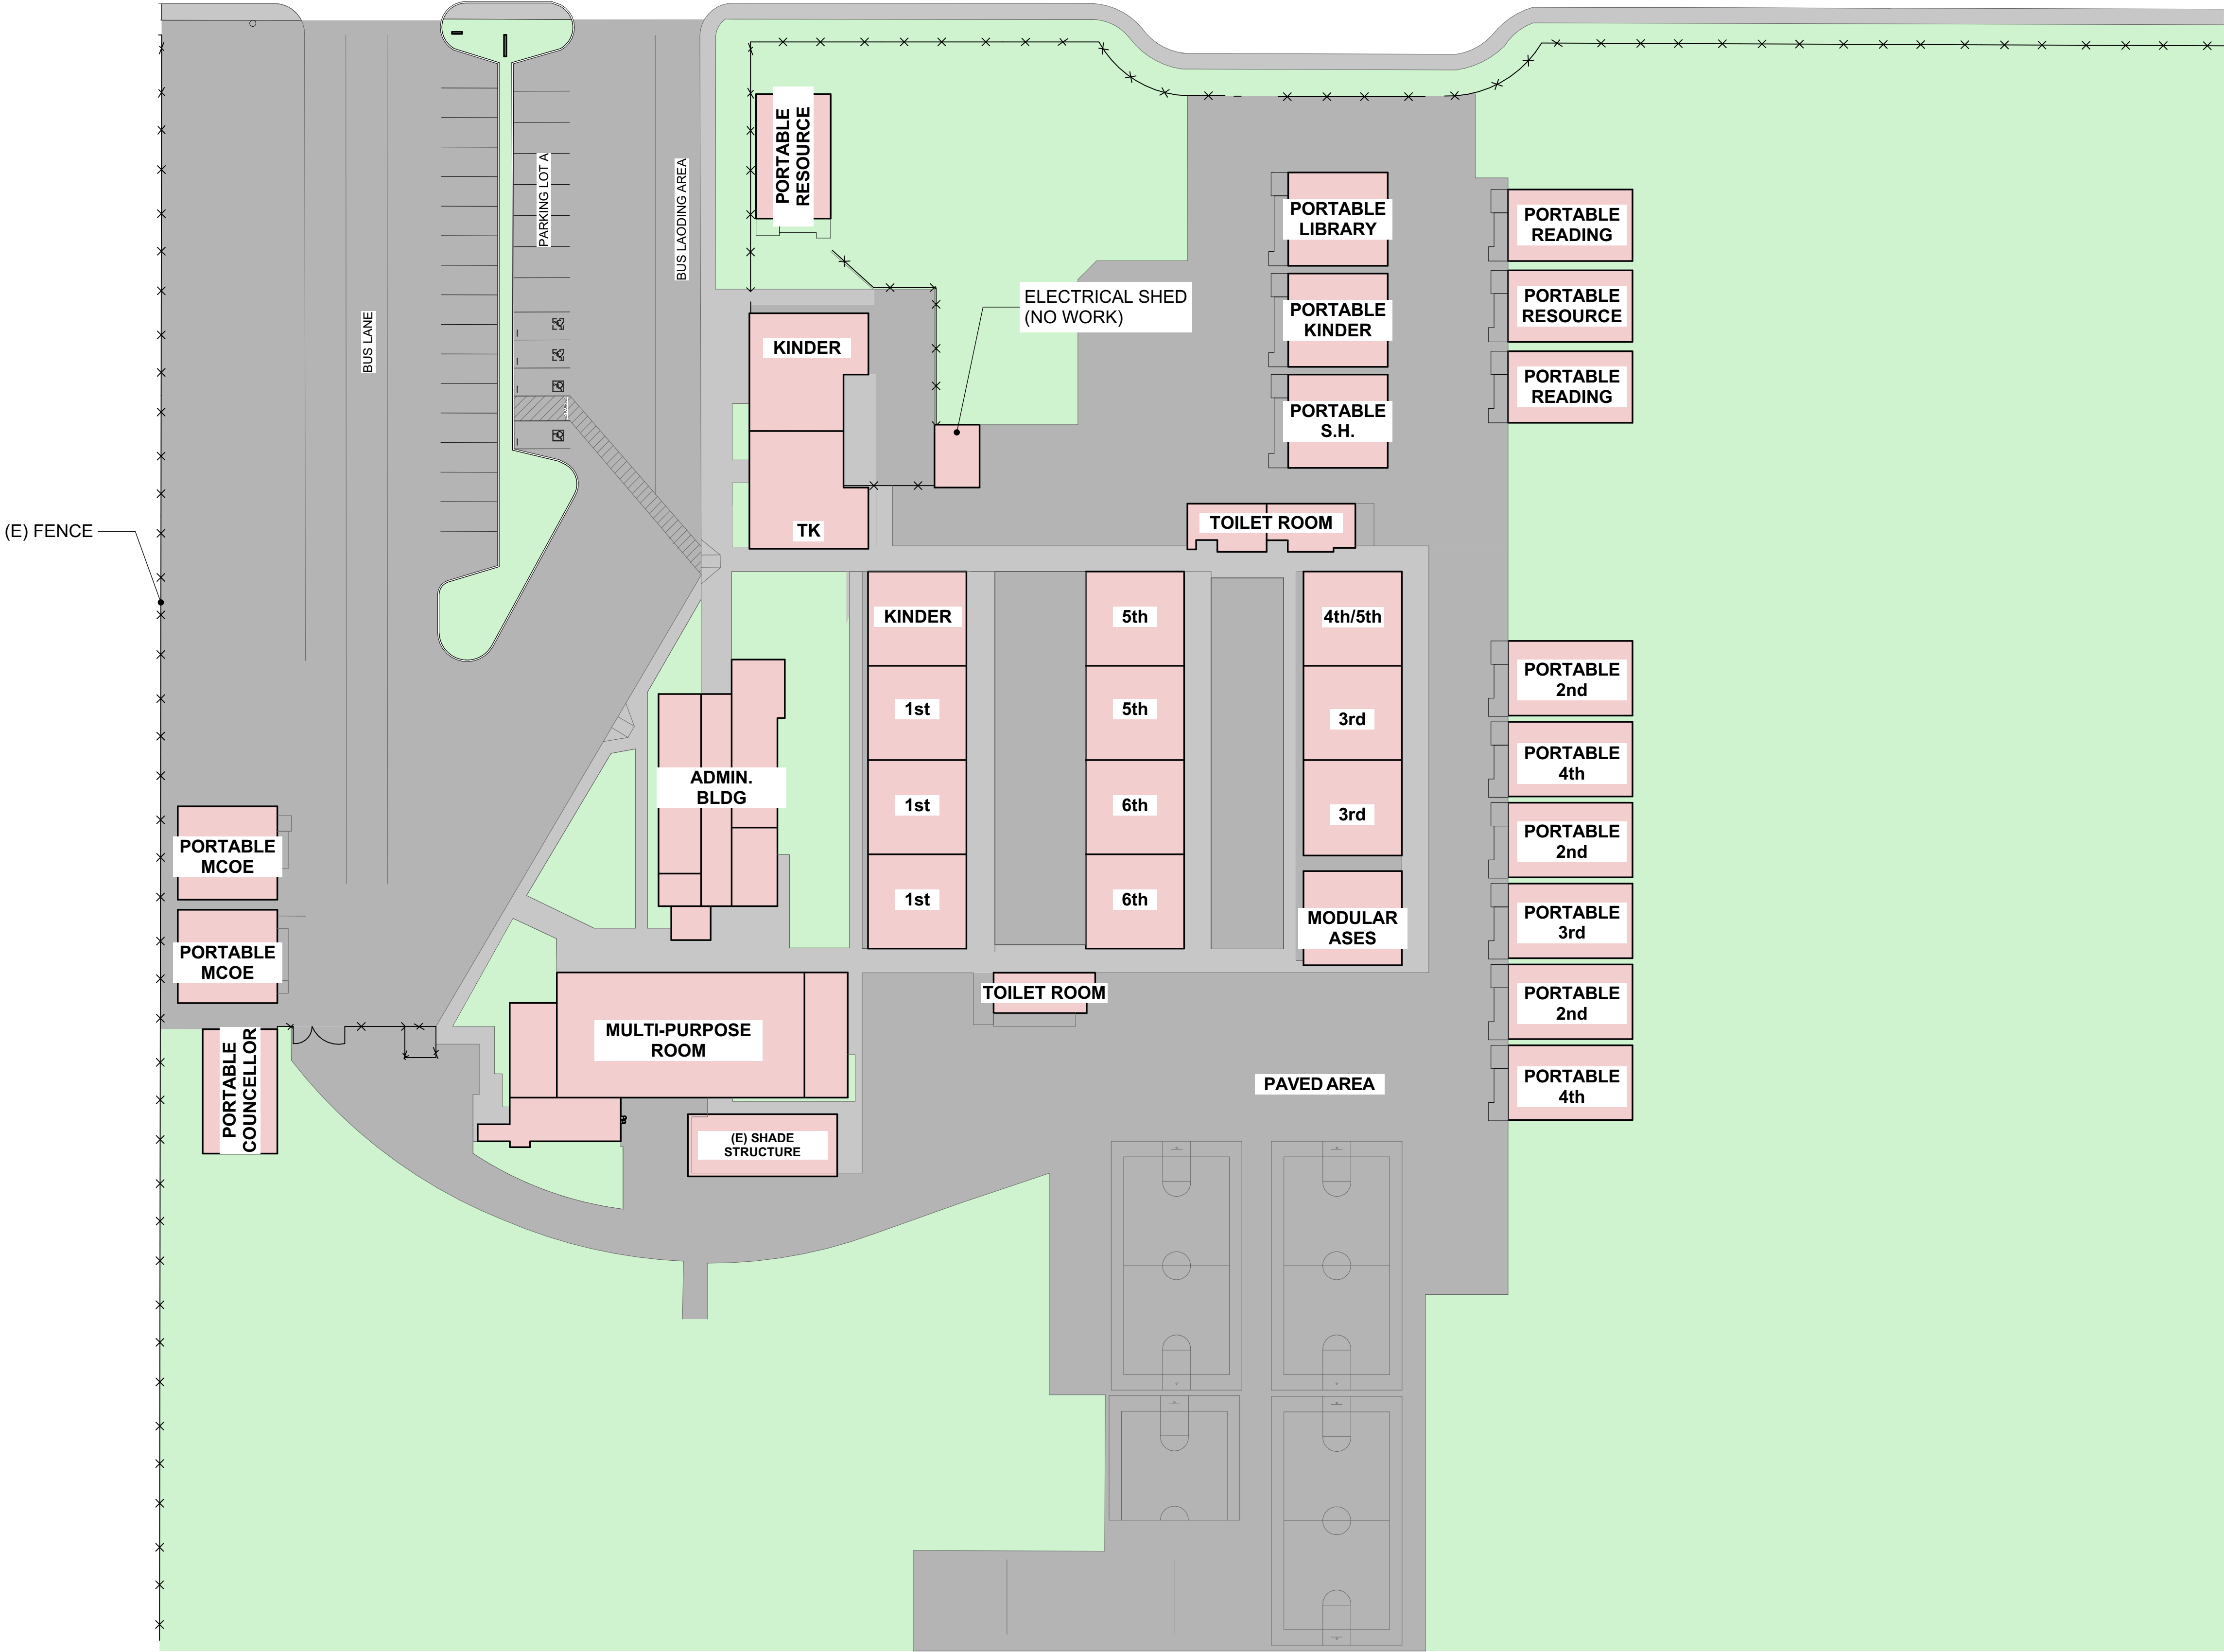 PORTABLE
RESOURCE
PARKING LOT A
BUS LAODING AREA
BUS LANE
PORTABLE
LIBRARY
PORTABLE
READING
ELECTRICAL SHED
(NO WORK)
PORTABLE
KINDER
PORTABLE
RESOURCE
KINDER
PORTABLE
S.H.
PORTABLE
READING
(E) FENCE
TK
TOILET ROOM
KINDER
5th
4th/5th
1st
5th
3rd
PORTABLE
2nd
ADMIN.
BLDG
1st
6th
3rd
PORTABLE
4th
PORTABLE
MCOE
PORTABLE
2nd
1st
6th
MODULAR
ASES
PORTABLE
3rd
PORTABLE
MCOE
TOILET ROOM
PORTABLE
2nd
MULTI-PURPOSE
ROOM
PORTABLE
COUNCELLOR
PAVED AREA
PORTABLE
4th
(E) SHADE
STRUCTURE